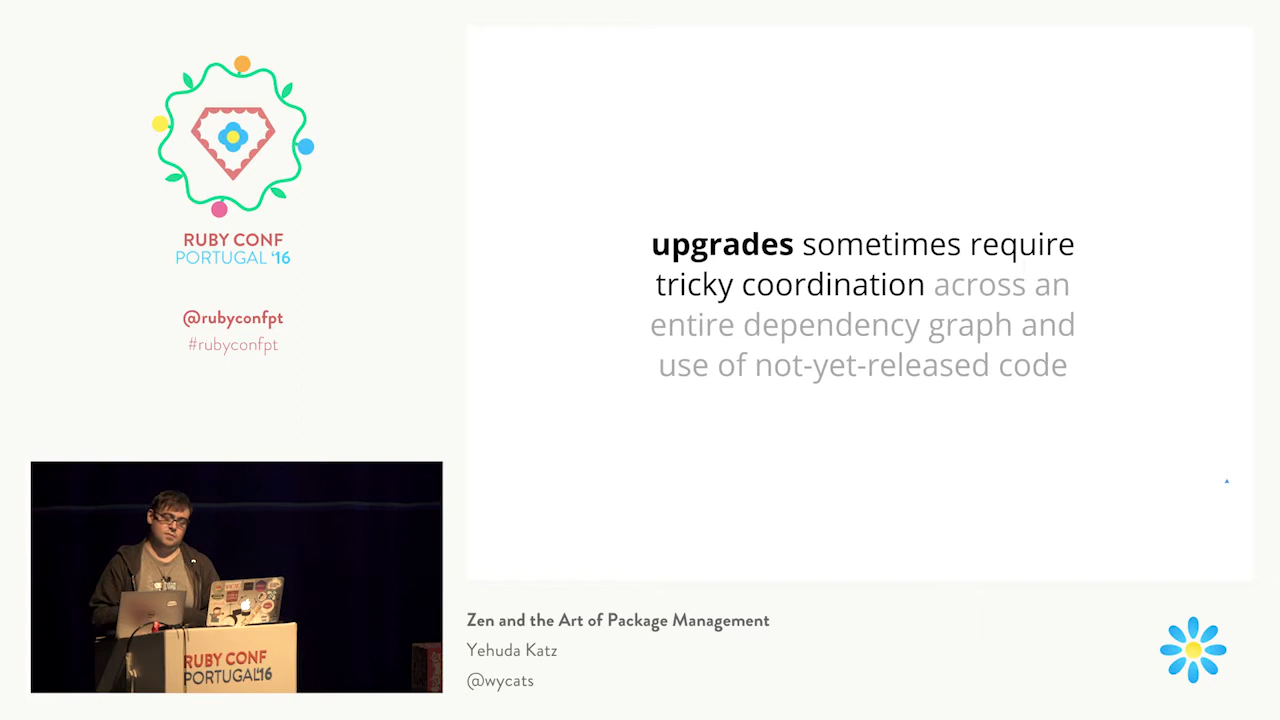 RUBY CONF
PORTUGAL '16
@rubyconfpt
#rubyconfpt
upgrades sometimes require
tricky coordination across an
entire dependency graph and
use of not-yet-released code
RUBY CONF
PORTUGAL'16
Zen and the Art of Package Management
Yehuda Katz
@wycats